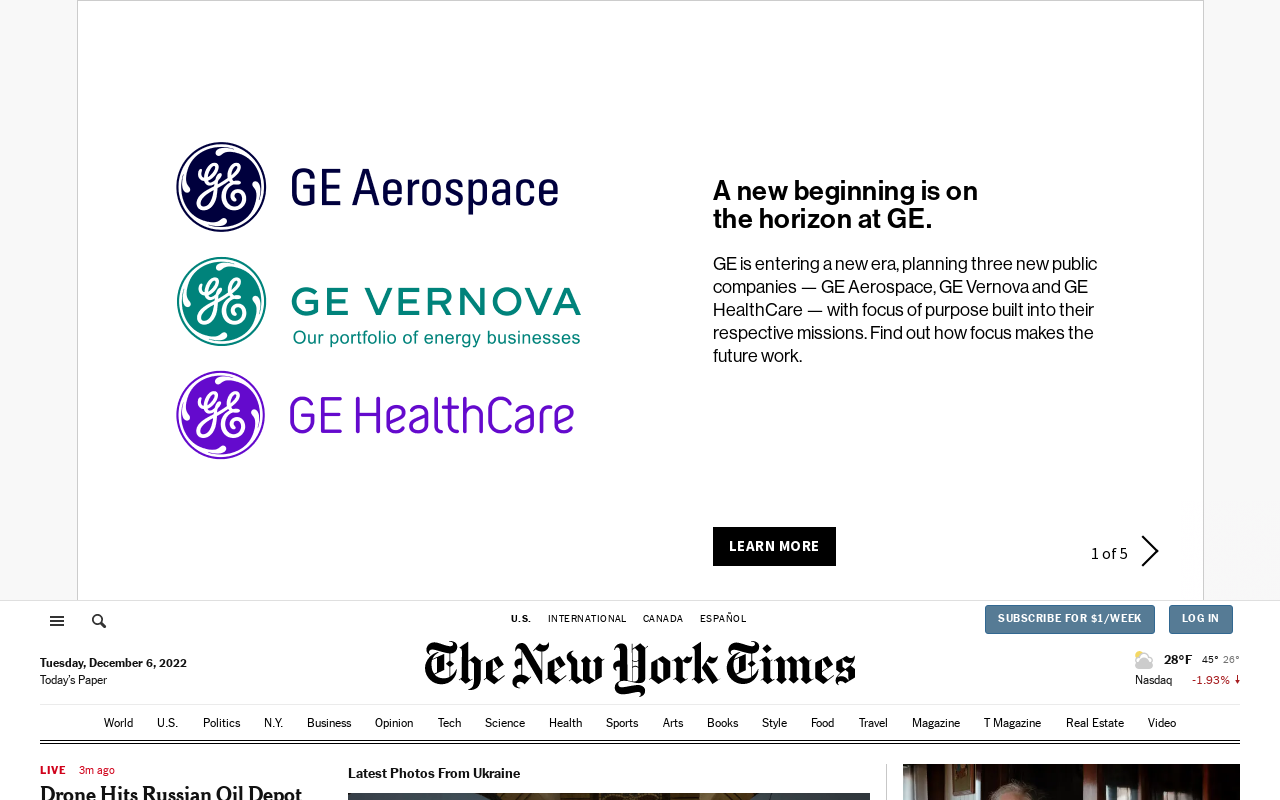 GE Aerospace
GE VERNOVA
Our portfolio of energy businesses
GE HealthCare
A new beginning is on
the horizon at GE.
GE is entering a new era, planning three new public
companies — GE Aerospace, GE Vernova and GE
HealthCare — with focus of purpose built into their
respective missions. Find out how focus makes the
future work.
LEARN MORE
1 of 5
U.S. INTERNATIONAL CANADA ESPAÑOL
SUBSCRIBE FOR $1/WEEK LOG IN
Tuesday, December 6, 2022
Today's Paper
The New York Times
28°F 45° 26°
Nasdaq -1.93%
World U.S. Politics N.Y. Business Opinion Tech Science Health Sports Arts Books Style Food Travel Magazine T Magazine Real Estate Video
LIVE 3m ago
Drone Hits Russian Oil Depot
Latest Photos From Ukraine